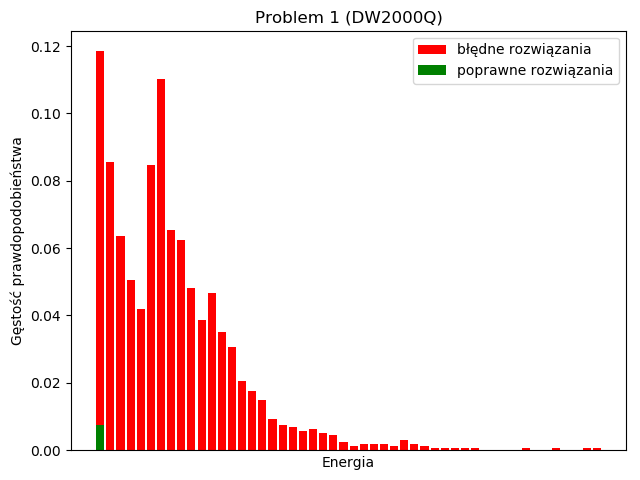 Problem 1 (DW2000Q)
błędne rozwiązania
poprawne rozwiązania
Gęstość prawdopodobieństwa
0.12
0.10
0.08
0.06
0.04
0.02
0.00
Energia